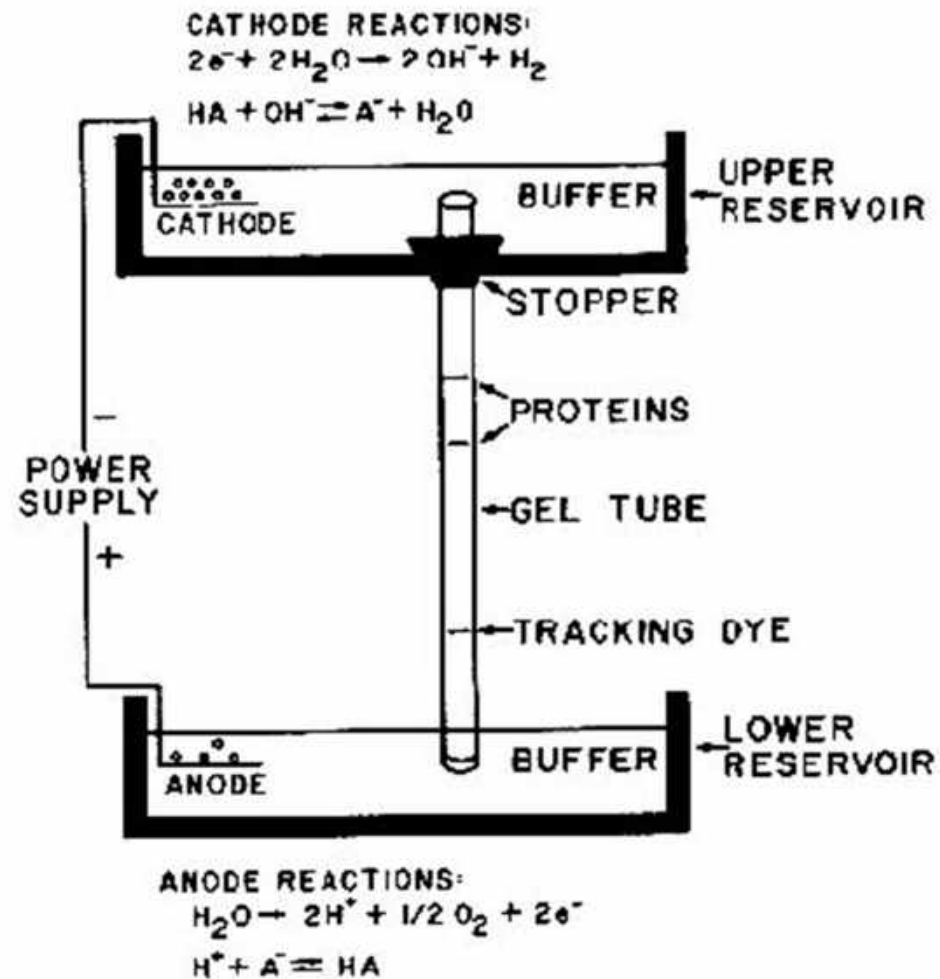 CATHODE REACTIONS:
2e⁻ + 2H₂O → 2OH⁻ + H₂
HA + OH⁻ ⇌ A⁻ + H₂O
CATHODE
BUFFER
UPPER
RESERVOIR
STOPPER
PROTEINS
−
POWER
SUPPLY
+
GEL TUBE
TRACKING DYE
ANODE
BUFFER
LOWER
RESERVOIR
ANODE REACTIONS:
H₂O → 2H⁺ + 1/2 O₂ + 2e⁻
H⁺ + A⁻ ⇌ HA